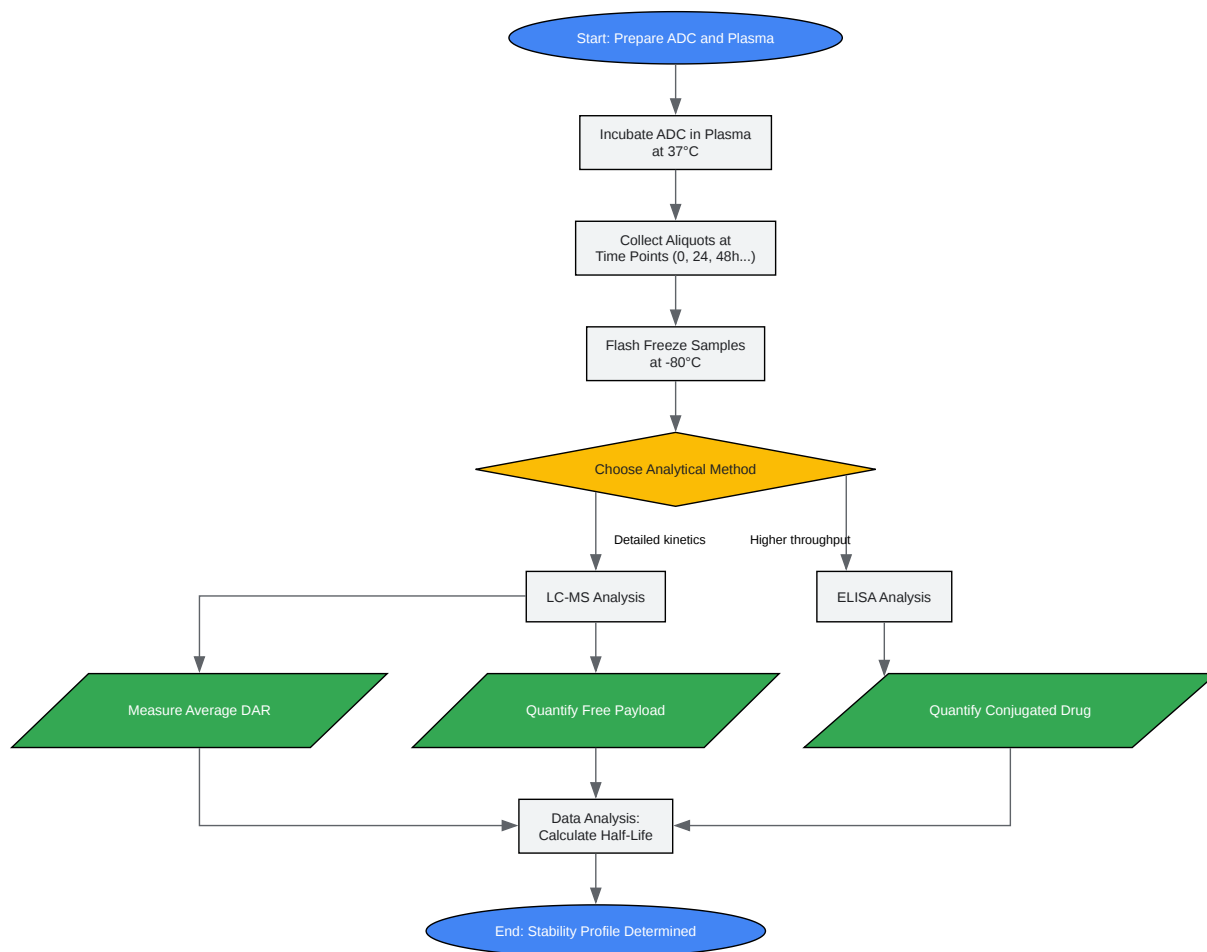 Start: Prepare ADC and Plasma
Incubate ADC in Plasma
at 37°C
Collect Aliquots at
Time Points (0, 24, 48h...)
Flash Freeze Samples
at -80°C
Choose Analytical Method
Detailed kinetics
Higher throughput
LC-MS Analysis
ELISA Analysis
Measure Average DAR
Quantify Free Payload
Quantify Conjugated Drug
Data Analysis:
Calculate Half-Life
End: Stability Profile Determined